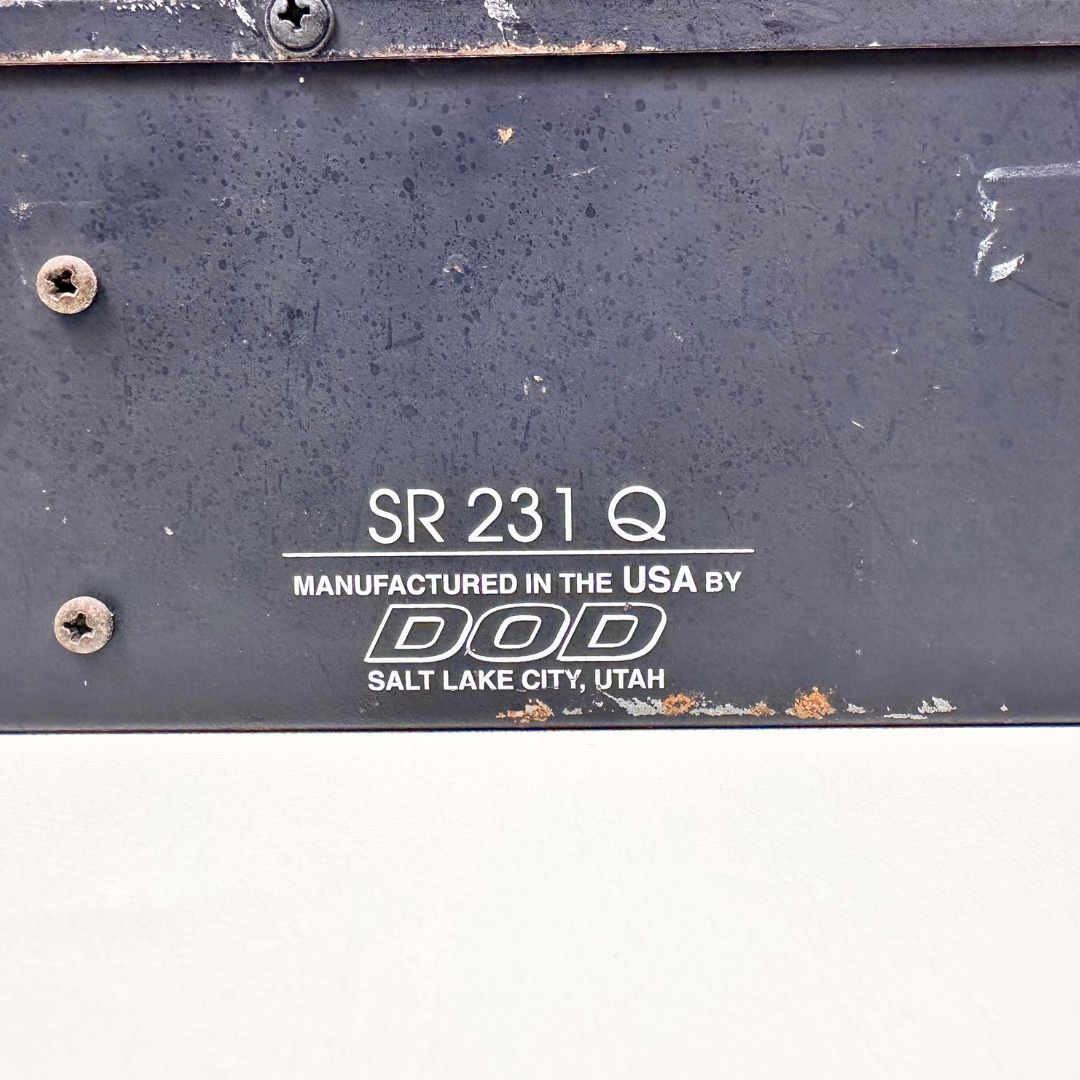 SR 231 Q
MANUFACTURED IN THE USA BY
DOD
SALT LAKE CITY, UTAH